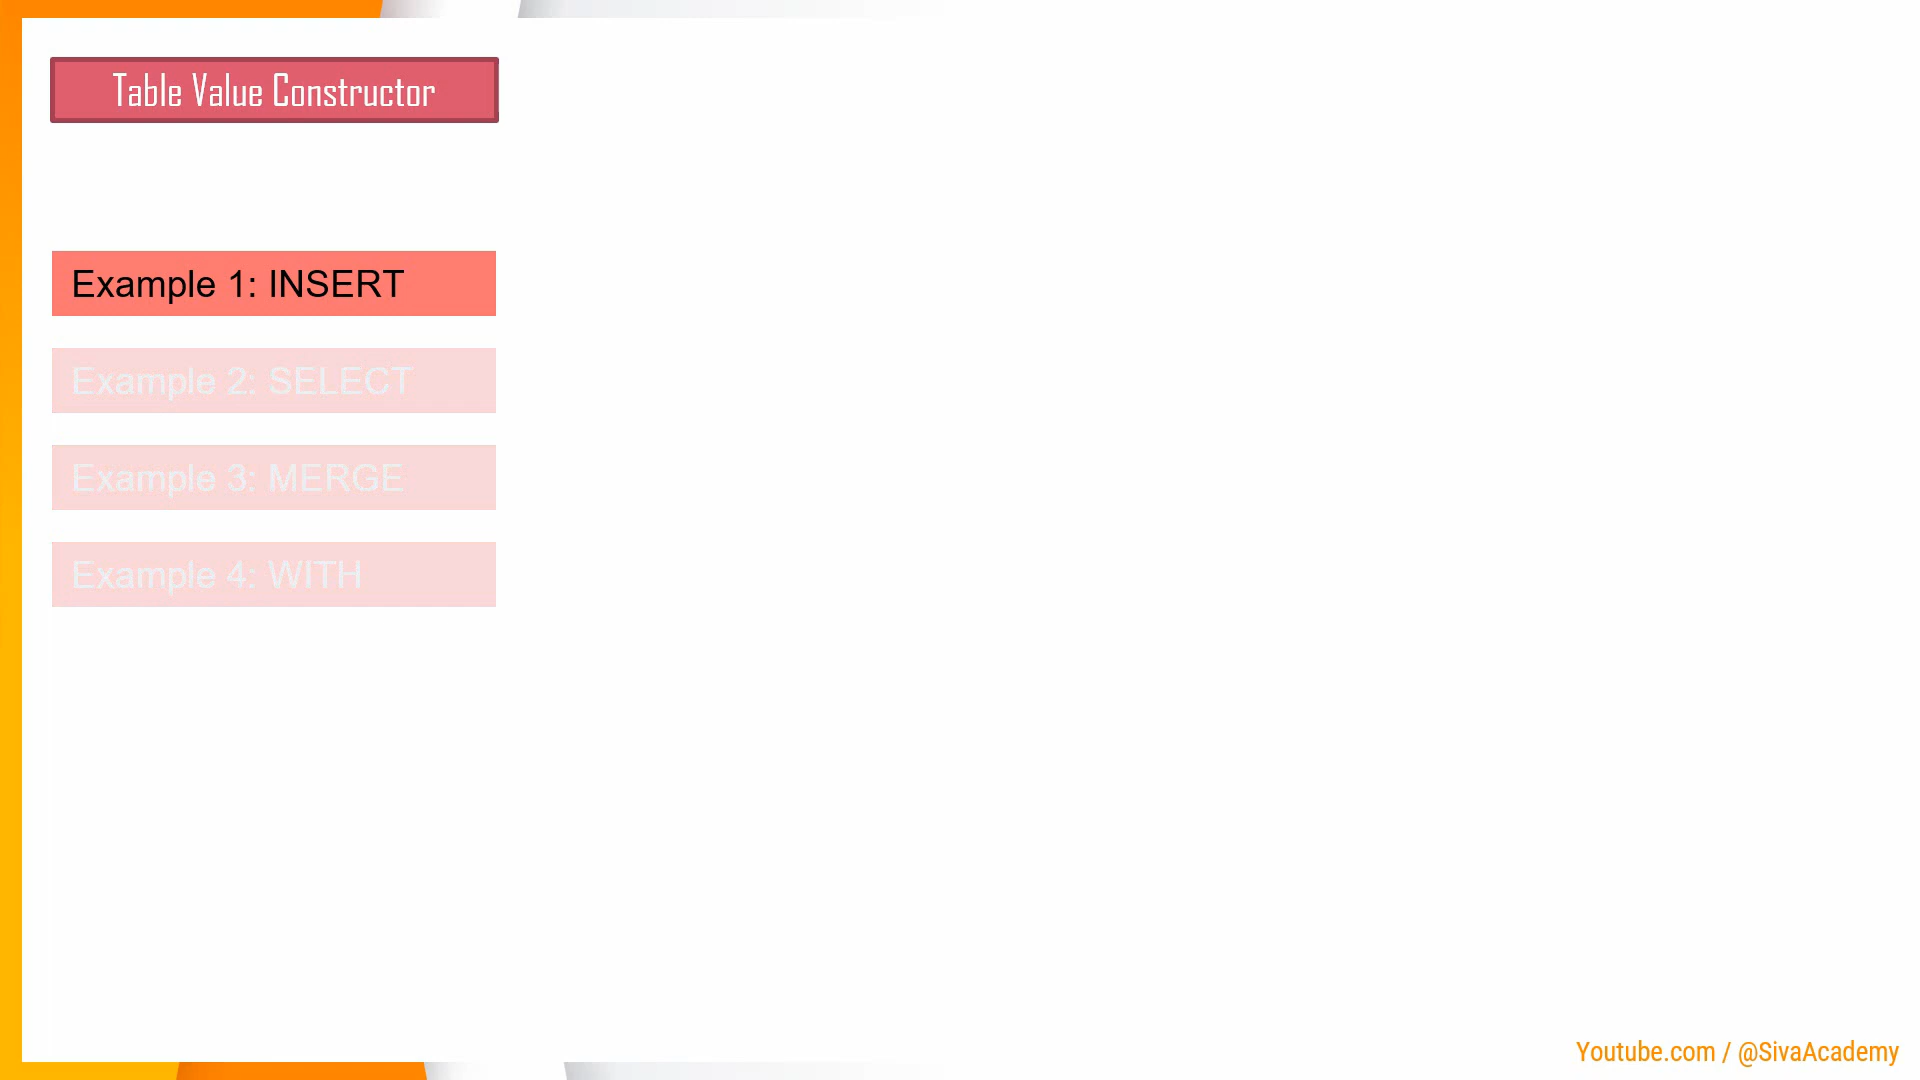 Table Value Constructor
Example 1: INSERT
Example 2: SELECT
Example 3: MERGE
Example 4: WITH
Youtube.com / @SivaAcademy